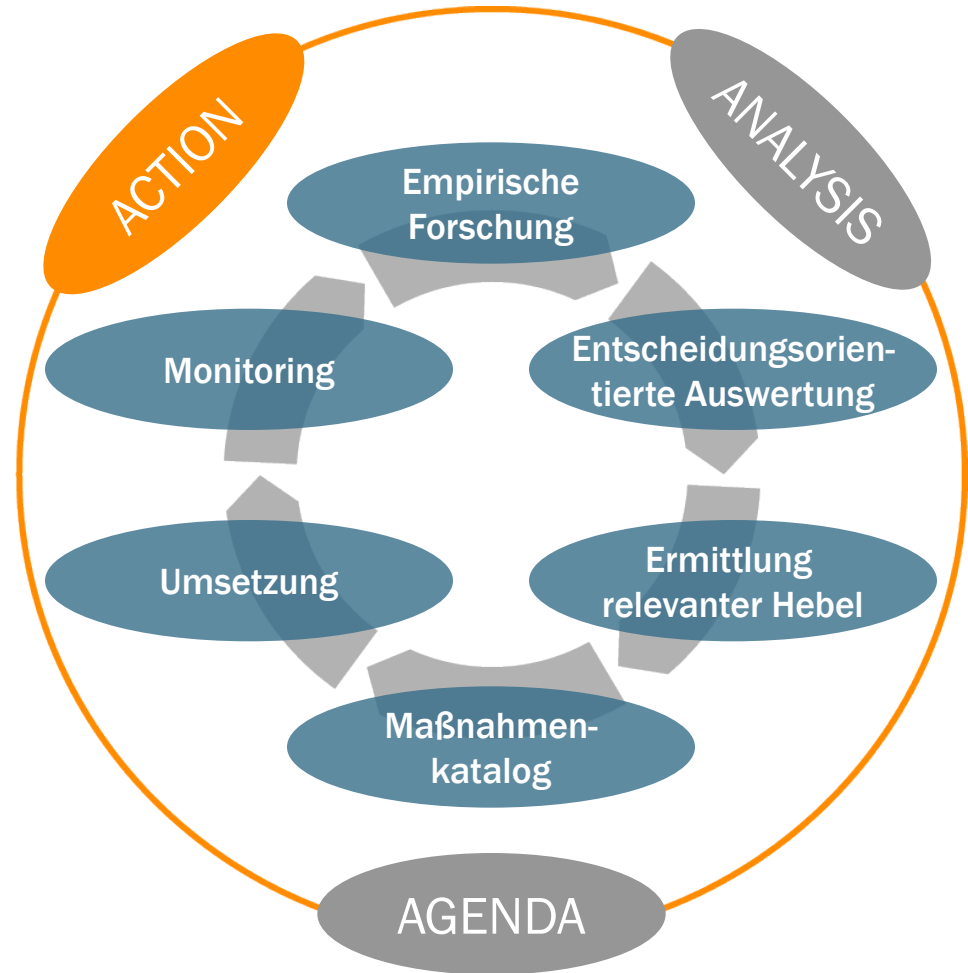 ACTION
ANALYSIS
Empirische
Forschung
Monitoring
Entscheidungsorien-
tierte Auswertung
Umsetzung
Ermittlung
relevanter Hebel
Maßnahmen-
katalog
AGENDA